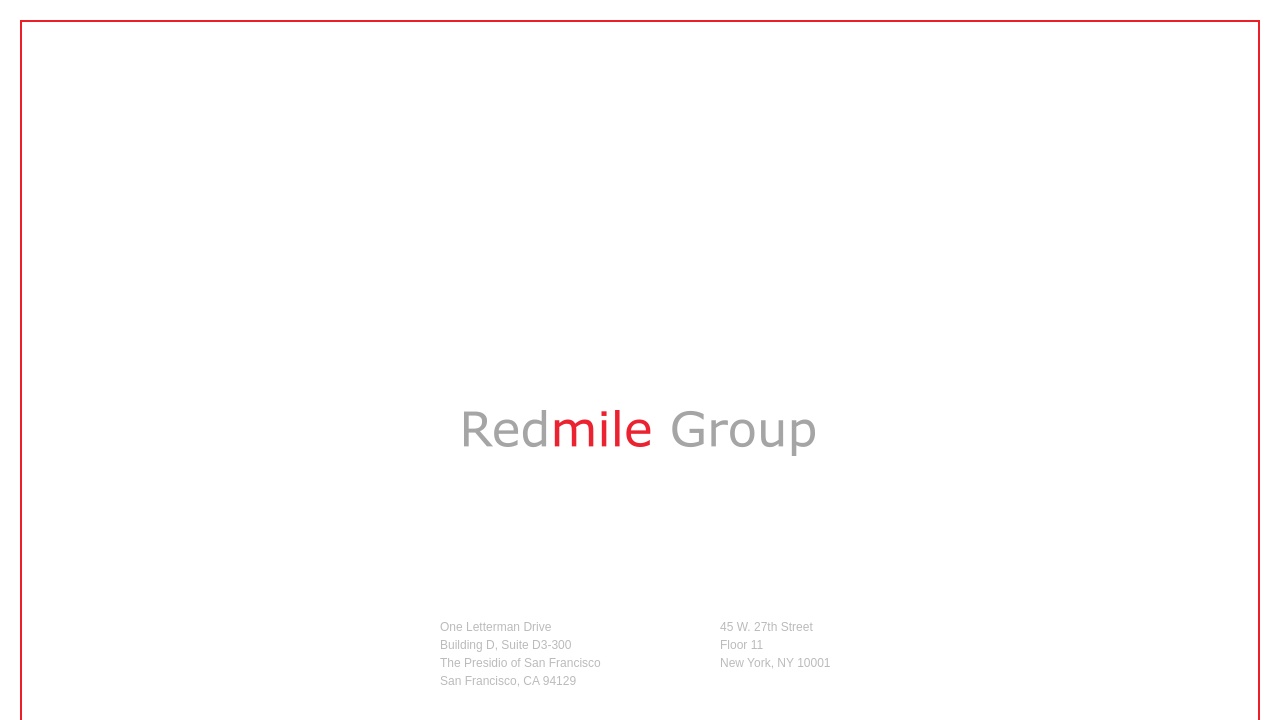 Redmile Group
One Letterman Drive
Building D, Suite D3-300
The Presidio of San Francisco
San Francisco, CA 94129
45 W. 27th Street
Floor 11
New York, NY 10001